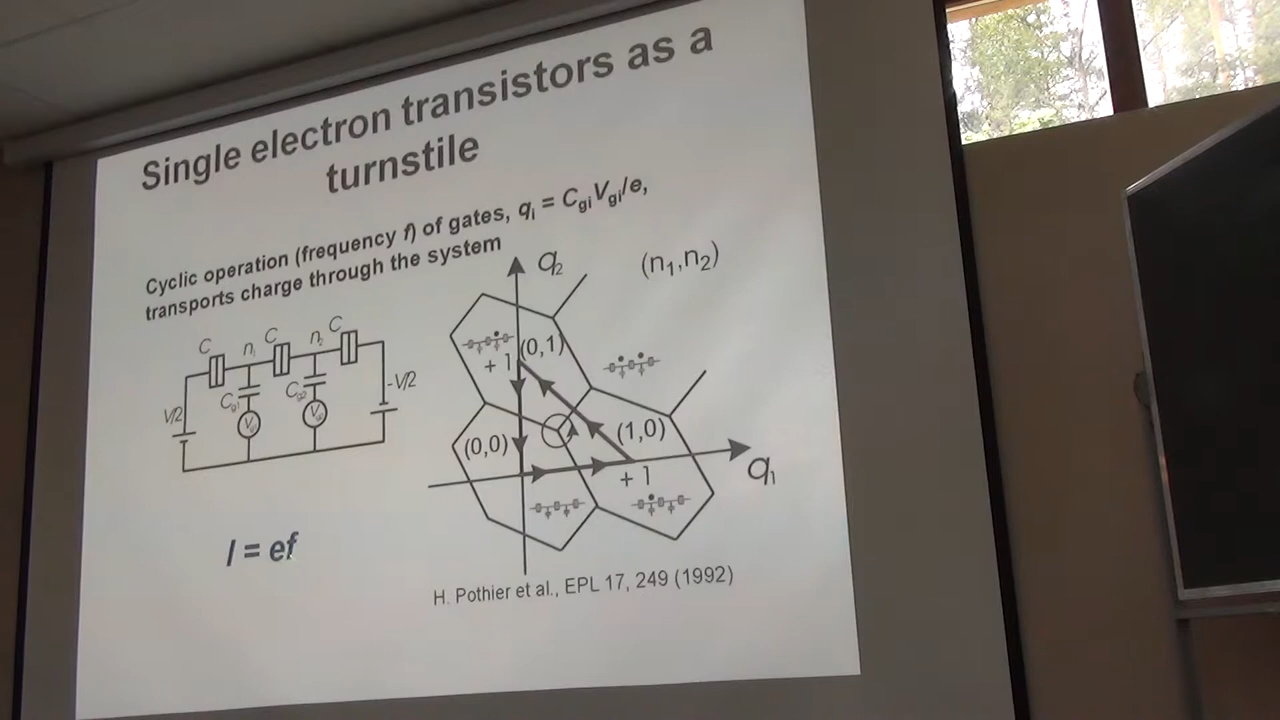 Single electron transistors as a
turnstile
Cyclic operation (frequency f) of gates, qi = CgiVgi/e,
transports charge through the system
q2
(n1,n2)
C
n1
C
n2
C
V/2
Cg1
Cg2
-V/2
(0,1)
+ 1
(0,0)
(1,0)
+ 1
q1
I = ef
H. Pothier et al., EPL 17, 249 (1992)